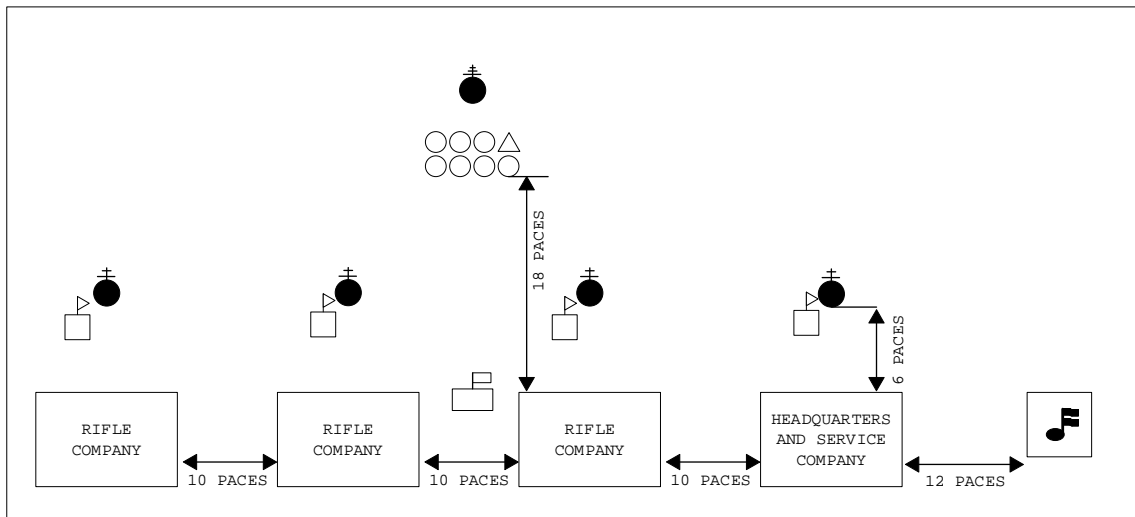 18 PACES
6 PACES
RIFLE
COMPANY
RIFLE
COMPANY
RIFLE
COMPANY
HEADQUARTERS
AND SERVICE
COMPANY
10 PACES
10 PACES
10 PACES
12 PACES